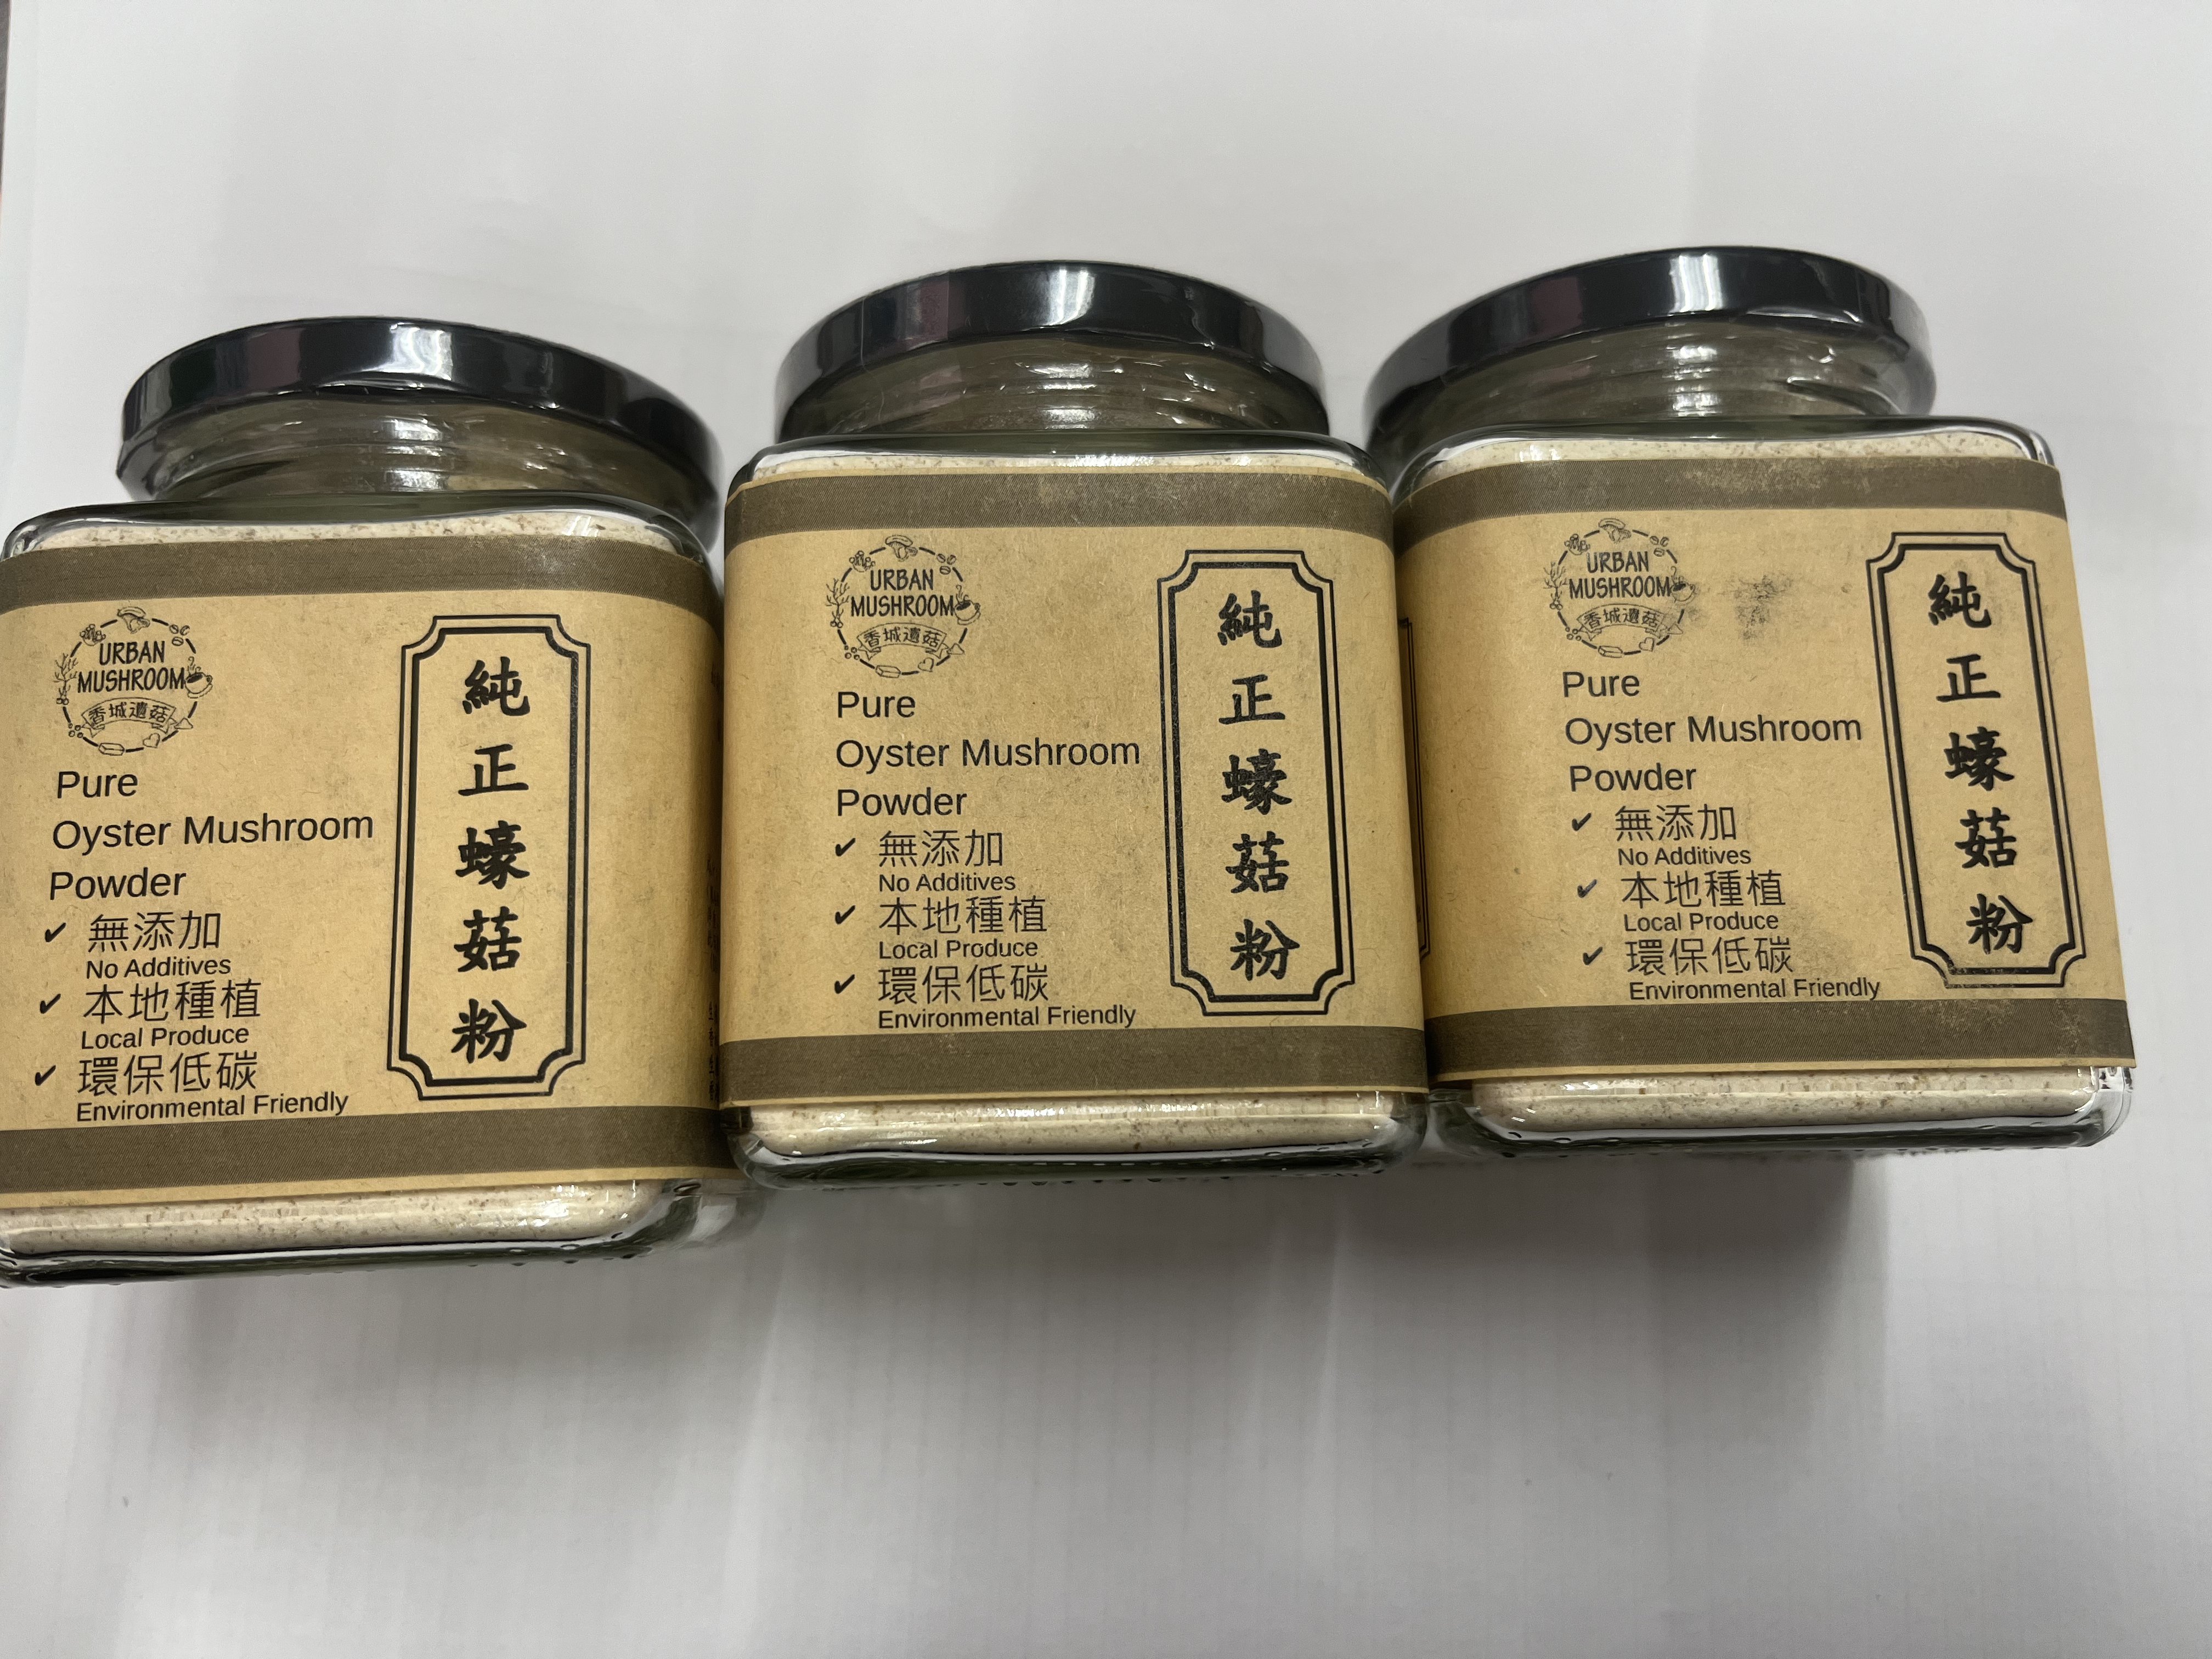 URBAN
MUSHROOM
香城遺菇
Pure
Oyster Mushroom
Powder
✓ 無添加
No Additives
✓ 本地種植
Local Produce
✓ 環保低碳
Environmental Friendly
純正蠔菇粉
URBAN
MUSHROOM
香城遺菇
Pure
Oyster Mushroom
Powder
✓ 無添加
No Additives
✓ 本地種植
Local Produce
✓ 環保低碳
Environmental Friendly
純正蠔菇粉
URBAN
MUSHROOM
香城遺菇
Pure
Oyster Mushroom
Powder
✓ 無添加
No Additives
✓ 本地種植
Local Produce
✓ 環保低碳
Environmental Friendly
純正蠔菇粉